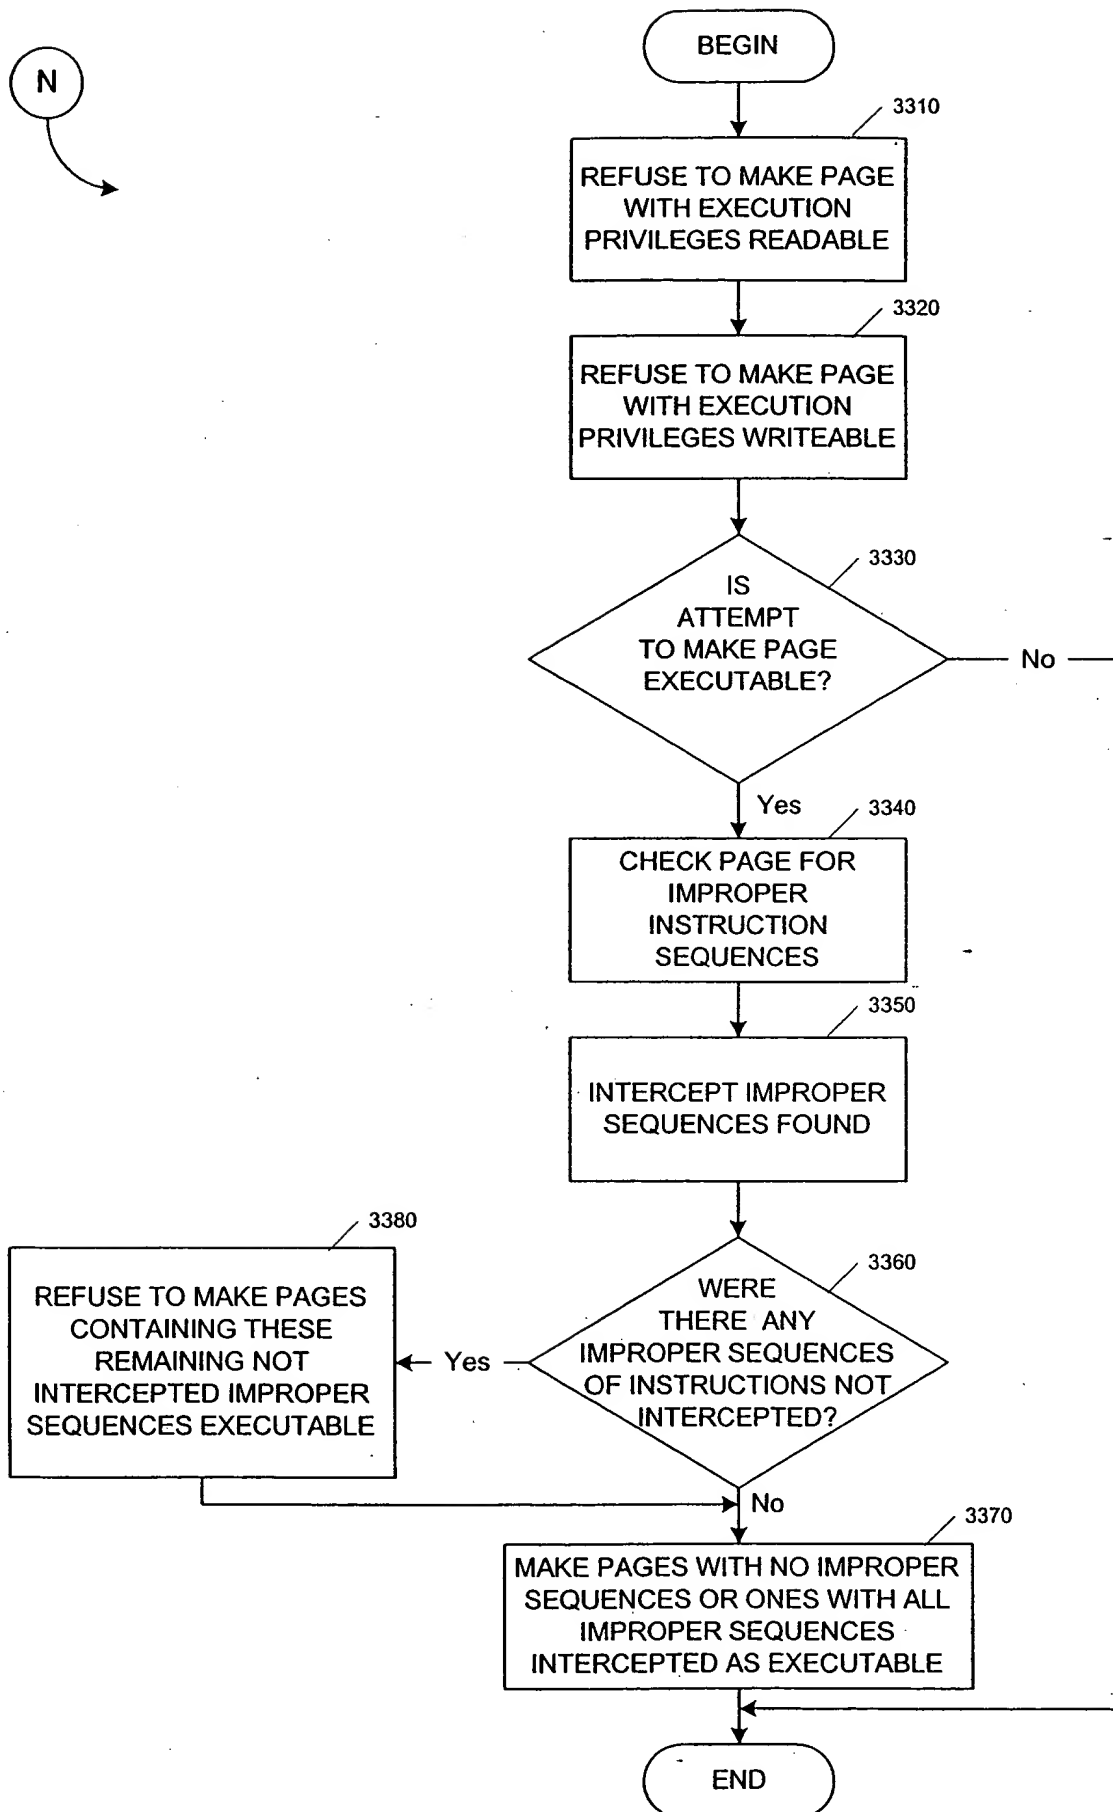 N
BEGIN
3310
REFUSE TO MAKE PAGE
WITH EXECUTION
PRIVILEGES READABLE
3320
REFUSE TO MAKE PAGE
WITH EXECUTION
PRIVILEGES WRITEABLE
3330
IS
ATTEMPT
TO MAKE PAGE
EXECUTABLE?
No
Yes
3340
CHECK PAGE FOR
IMPROPER
INSTRUCTION
SEQUENCES
3350
INTERCEPT IMPROPER
SEQUENCES FOUND
3360
WERE
THERE ANY
IMPROPER SEQUENCES
OF INSTRUCTIONS NOT
INTERCEPTED?
Yes
3380
REFUSE TO MAKE PAGES
CONTAINING THESE
REMAINING NOT
INTERCEPTED IMPROPER
SEQUENCES EXECUTABLE
No
3370
MAKE PAGES WITH NO IMPROPER
SEQUENCES OR ONES WITH ALL
IMPROPER SEQUENCES
INTERCEPTED AS EXECUTABLE
END